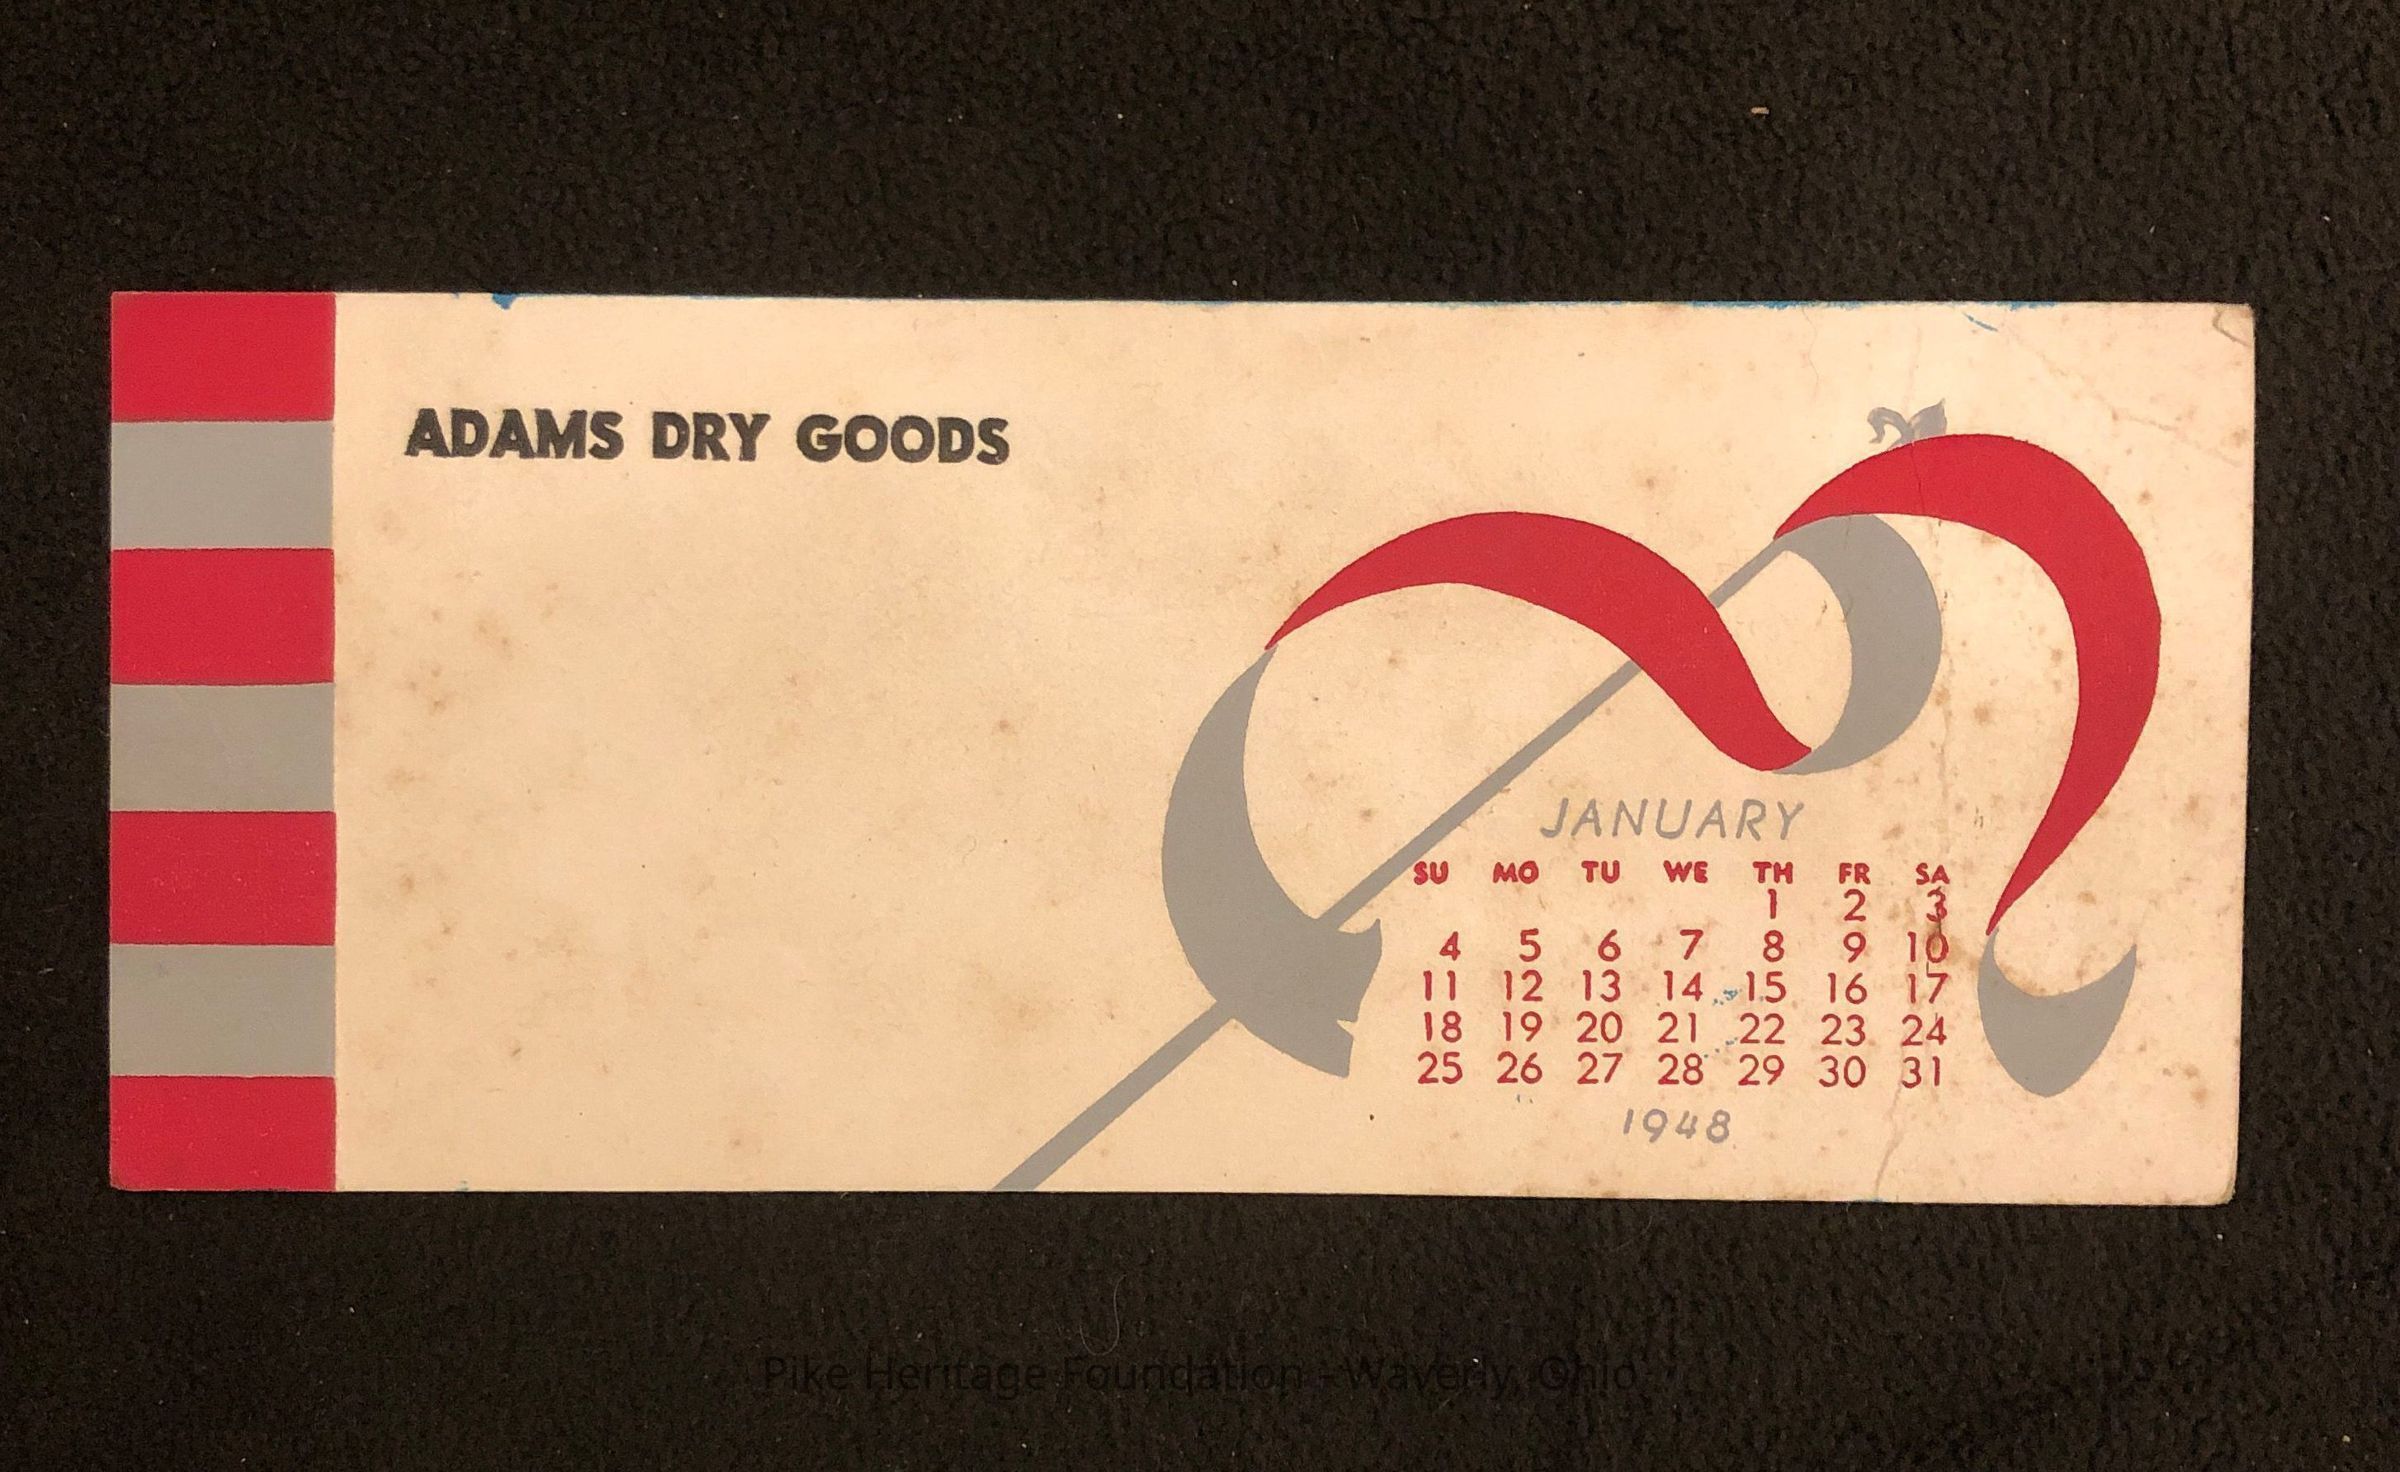 ADAMS DRY GOODS
JANUARY
SU MO TU WE TH FR SA
1 2 3
4 5 6 7 8 9 10
11 12 13 14 15 16 17
18 19 20 21 22 23 24
25 26 27 28 29 30 31
1948
Pike Heritage Foundation - Waverly, Ohio